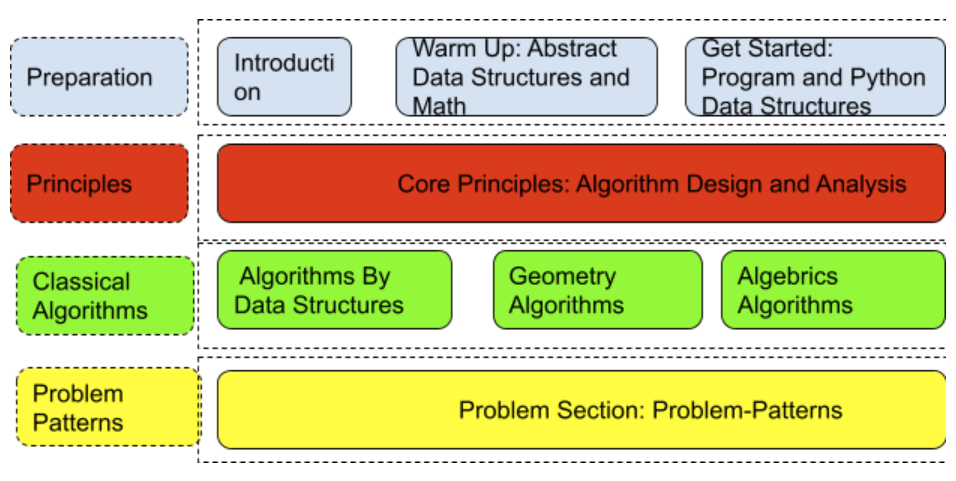 Preparation
Introducti
on
Warm Up: Abstract
Data Structures and
Math
Get Started:
Program and Python
Data Structures
Principles
Core Principles: Algorithm Design and Analysis
Classical
Algorithms
Algorithms By
Data Structures
Geometry
Algorithms
Algebrics
Algorithms
Problem
Patterns
Problem Section: Problem-Patterns